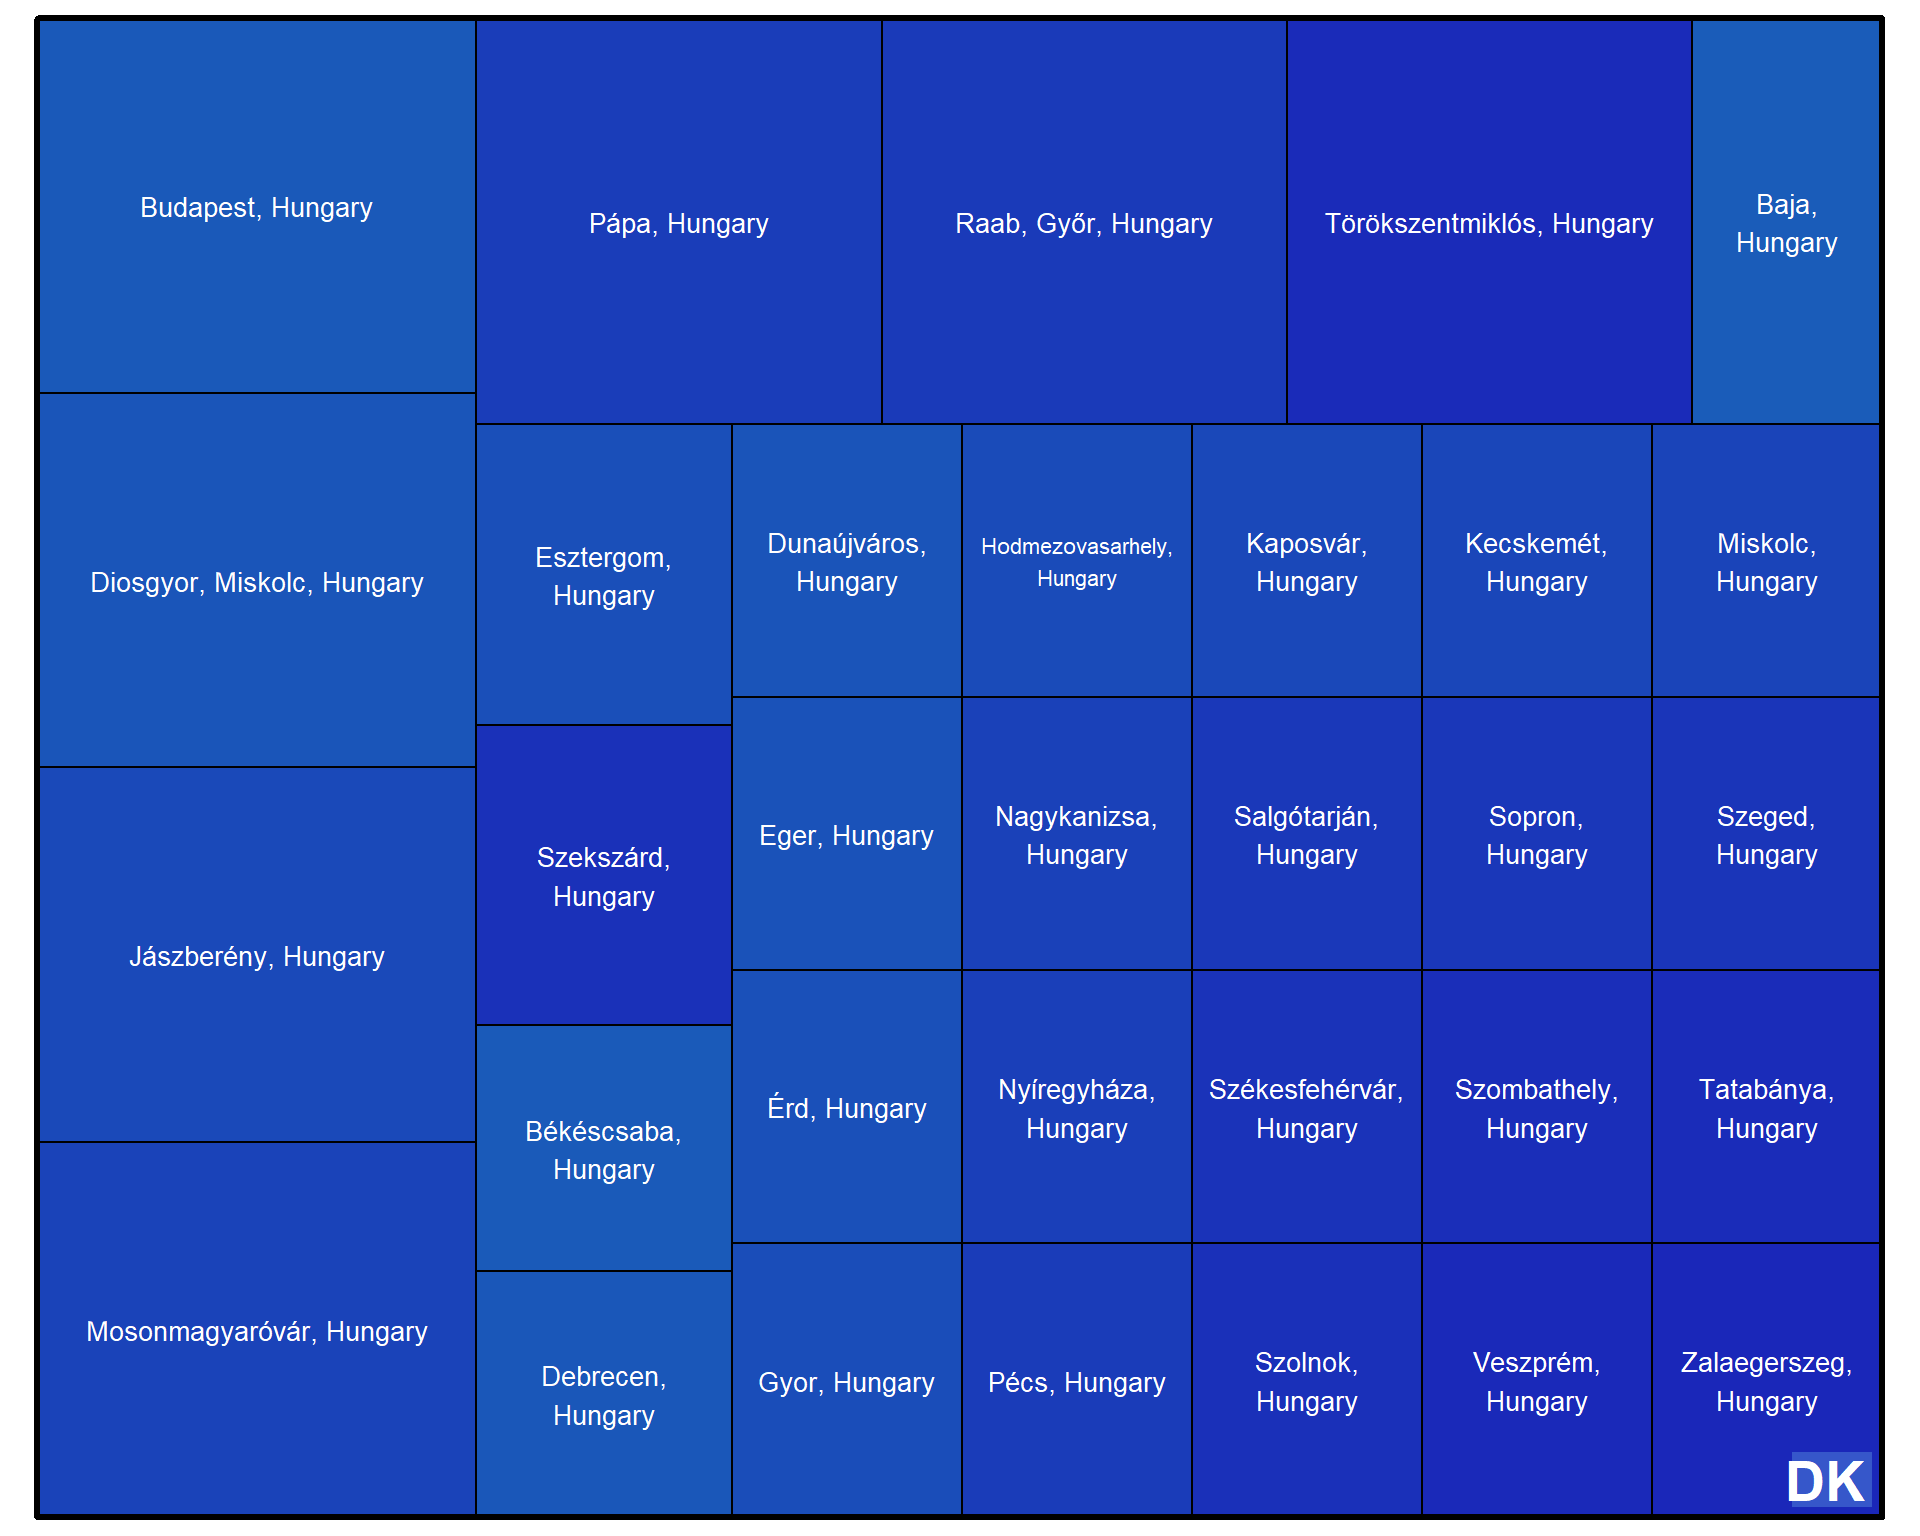 Budapest, Hungary
Pápa, Hungary
Raab, Győr, Hungary
Törökszentmiklós, Hungary
Baja,
Hungary
Diosgyor, Miskolc, Hungary
Esztergom,
Hungary
Dunaújváros,
Hungary
Hodmezovasarhely,
Hungary
Kaposvár,
Hungary
Kecskemét,
Hungary
Miskolc,
Hungary
Jászberény, Hungary
Szekszárd,
Hungary
Eger, Hungary
Nagykanizsa,
Hungary
Salgótarján,
Hungary
Sopron,
Hungary
Szeged,
Hungary
Békéscsaba,
Hungary
Érd, Hungary
Nyíregyháza,
Hungary
Székesfehérvár,
Hungary
Szombathely,
Hungary
Tatabánya,
Hungary
Mosonmagyaróvár, Hungary
Debrecen,
Hungary
Gyor, Hungary
Pécs, Hungary
Szolnok,
Hungary
Veszprém,
Hungary
Zalaegerszeg,
Hungary
DK